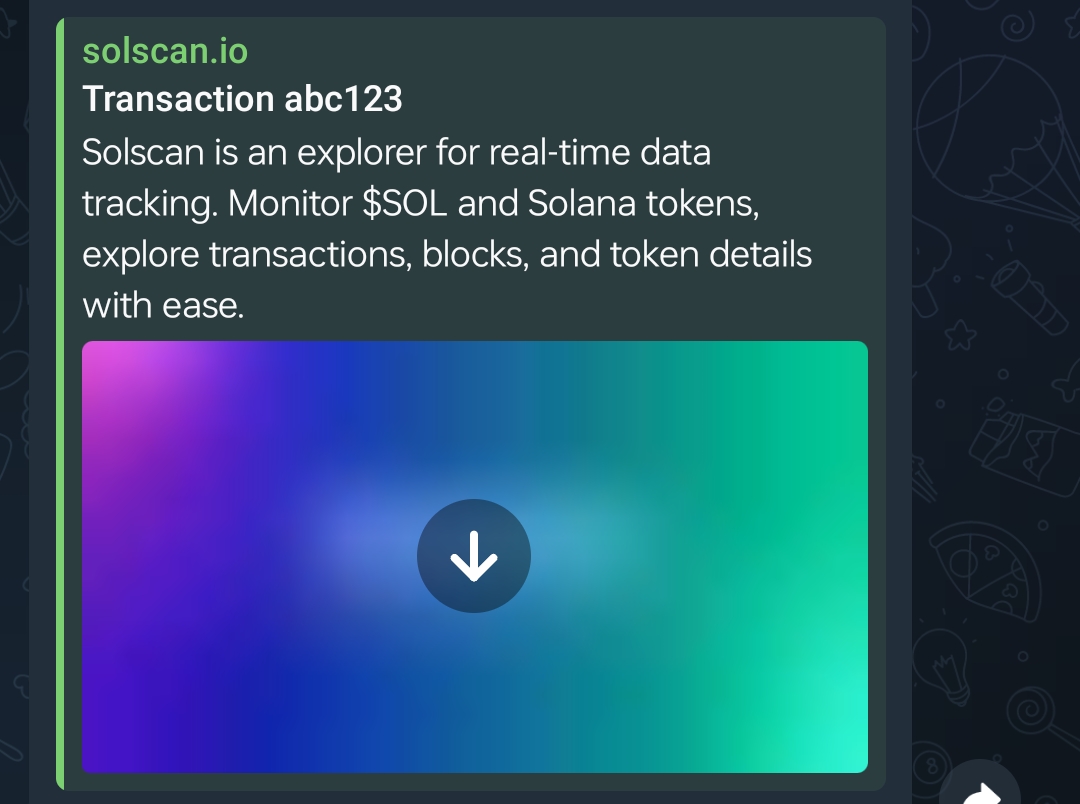 solscan.io
Transaction abc123
Solscan is an explorer for real-time data
tracking. Monitor $SOL and Solana tokens,
explore transactions, blocks, and token details
with ease.